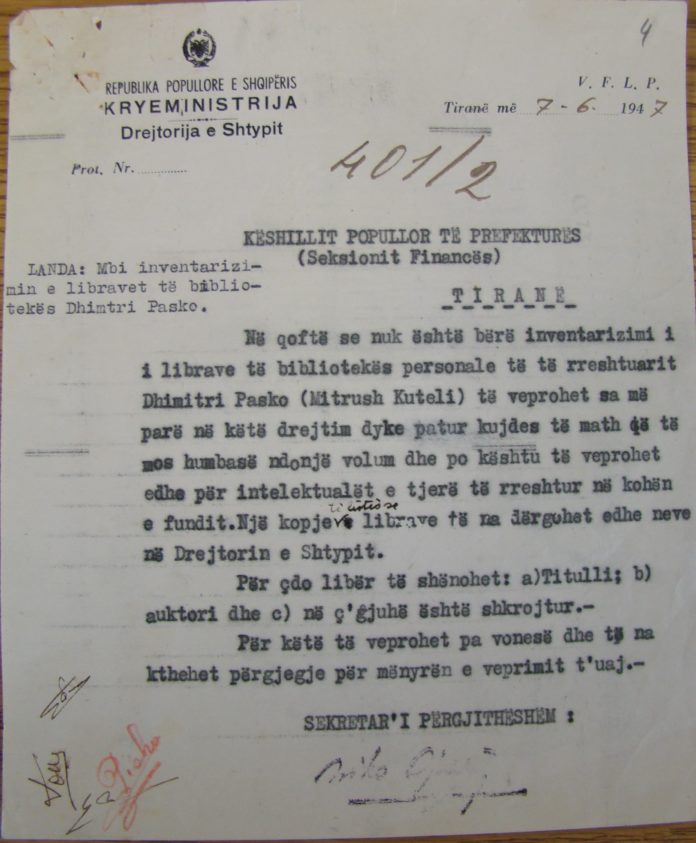 4
REPUBLIKA POPULLORE E SHQIPËRIS
KRYEMINISTRIJA
Drejtorija e Shtypit
V. F. L. P.
Tiranë më 7-6. 1947
Prot. Nr.
401/2
KËSHILLIT POPULLOR TË PREFEKTURËS
(Seksionit Financës)
TIRANË
LANDA: Mbi inventarizi-
min e libravet të biblio-
tekës Dhimtri Pasko.
Në qoftë se nuk është bërë inventarizimi i
i librave të bibliotekës personale të të rreshtuarit
Dhimitri Pasko (Mitrush Kuteli) të veprohet sa më
parë në këtë drejtim dyke patur kujdes të math që të
mos humbasë ndonjë volum dhe po kështu të veprohet
edhe për intelektualët e tjerë të rreshtur në kohën
e fundit.Një kopje e librave të na dërgohet edhe neve
në Drejtorin e Shtypit.
Për çdo libër të shënohet: a)Titulli; b)
auktori dhe c) në ç'gjuhë është shkrojtur.-
Për këtë të veprohet pa vonesë dhe të na
kthehet përgjegje për mënyrën e veprimit t'uaj.-
SEKRETAR'I PËRGJITHESHËM :